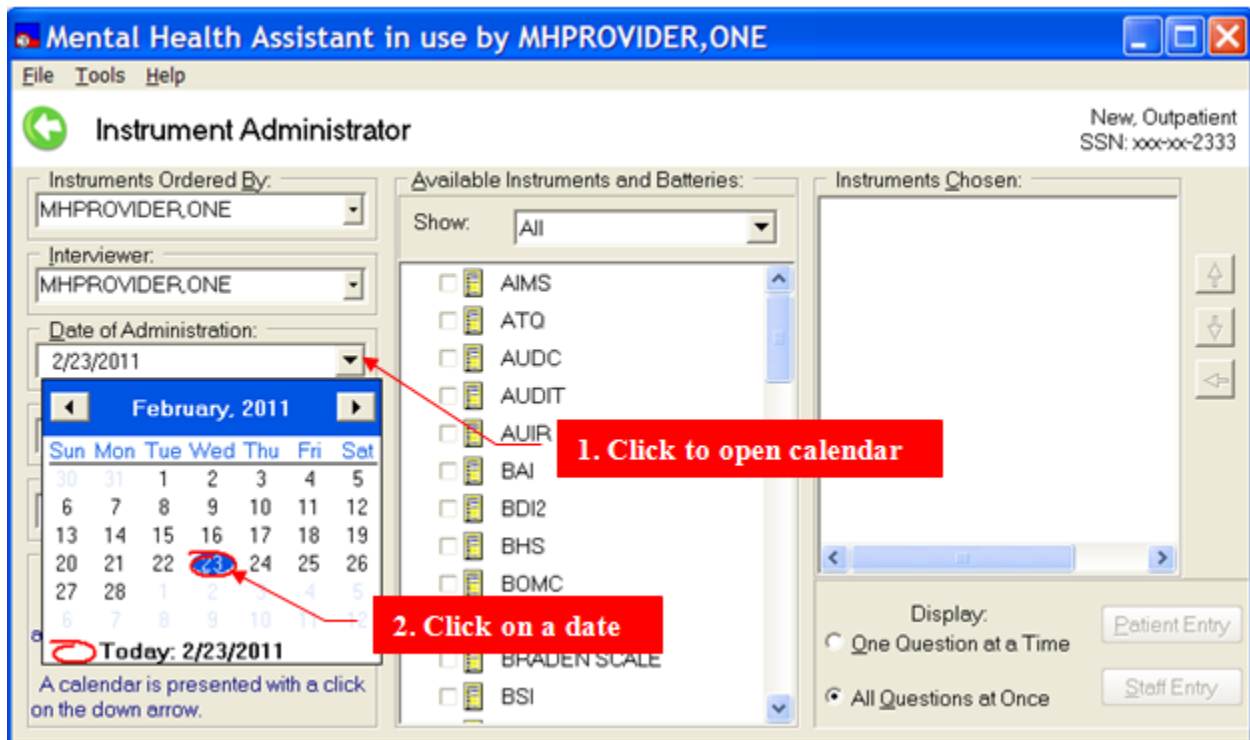 Mental Health Assistant in use by MHPROVIDER,ONE
File Tools Help
Instrument Administrator
New, Outpatient
SSN: xxx-xx-2333
Instruments Ordered By:
MHPROVIDER,ONE
Interviewer:
MHPROVIDER,ONE
Date of Administration:
2/23/2011
February, 2011
Sun Mon Tue Wed Thu Fri Sat
30 31 1 2 3 4 5
6 7 8 9 10 11 12
13 14 15 16 17 18 19
20 21 22 23 24 25 26
27 28 1 2 3 4 5
6 7 8 9 10 11 12
Today: 2/23/2011
A calendar is presented with a click
on the down arrow.
Available Instruments and Batteries:
Show: All
AIMS
ATQ
AUDC
AUDIT
AUIR
BAI
BDI2
BHS
BOMC
BRADEN SCALE
BSI
1. Click to open calendar
2. Click on a date
Instruments Chosen:
Display:
One Question at a Time
All Questions at Once
Patient Entry
Staff Entry